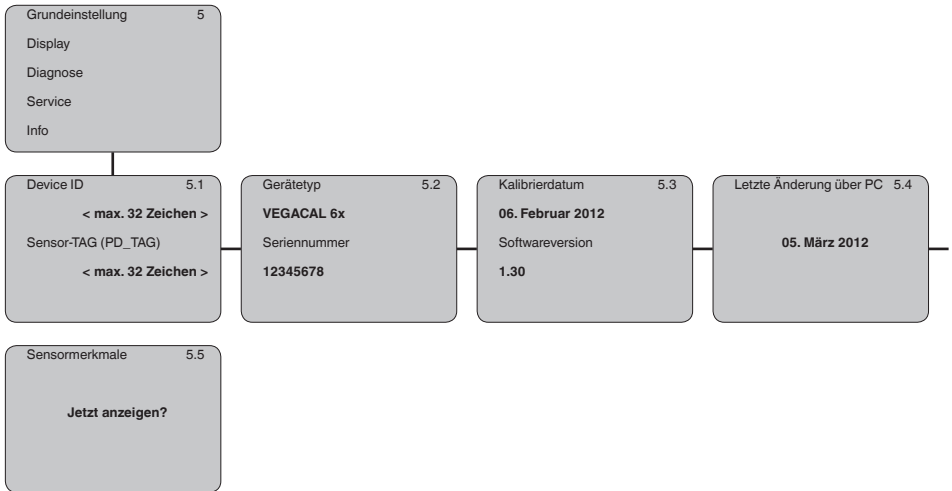 Grundeinstellung 5
Display
Diagnose
Service
Info
Device ID 5.1
< max. 32 Zeichen >
Sensor-TAG (PD_TAG)
< max. 32 Zeichen >
Gerätetyp 5.2
VEGACAL 6x
Seriennummer
12345678
Kalibrierdatum 5.3
06. Februar 2012
Softwareversion
1.30
Letzte Änderung über PC 5.4
05. März 2012
Sensormerkmale 5.5
Jetzt anzeigen?